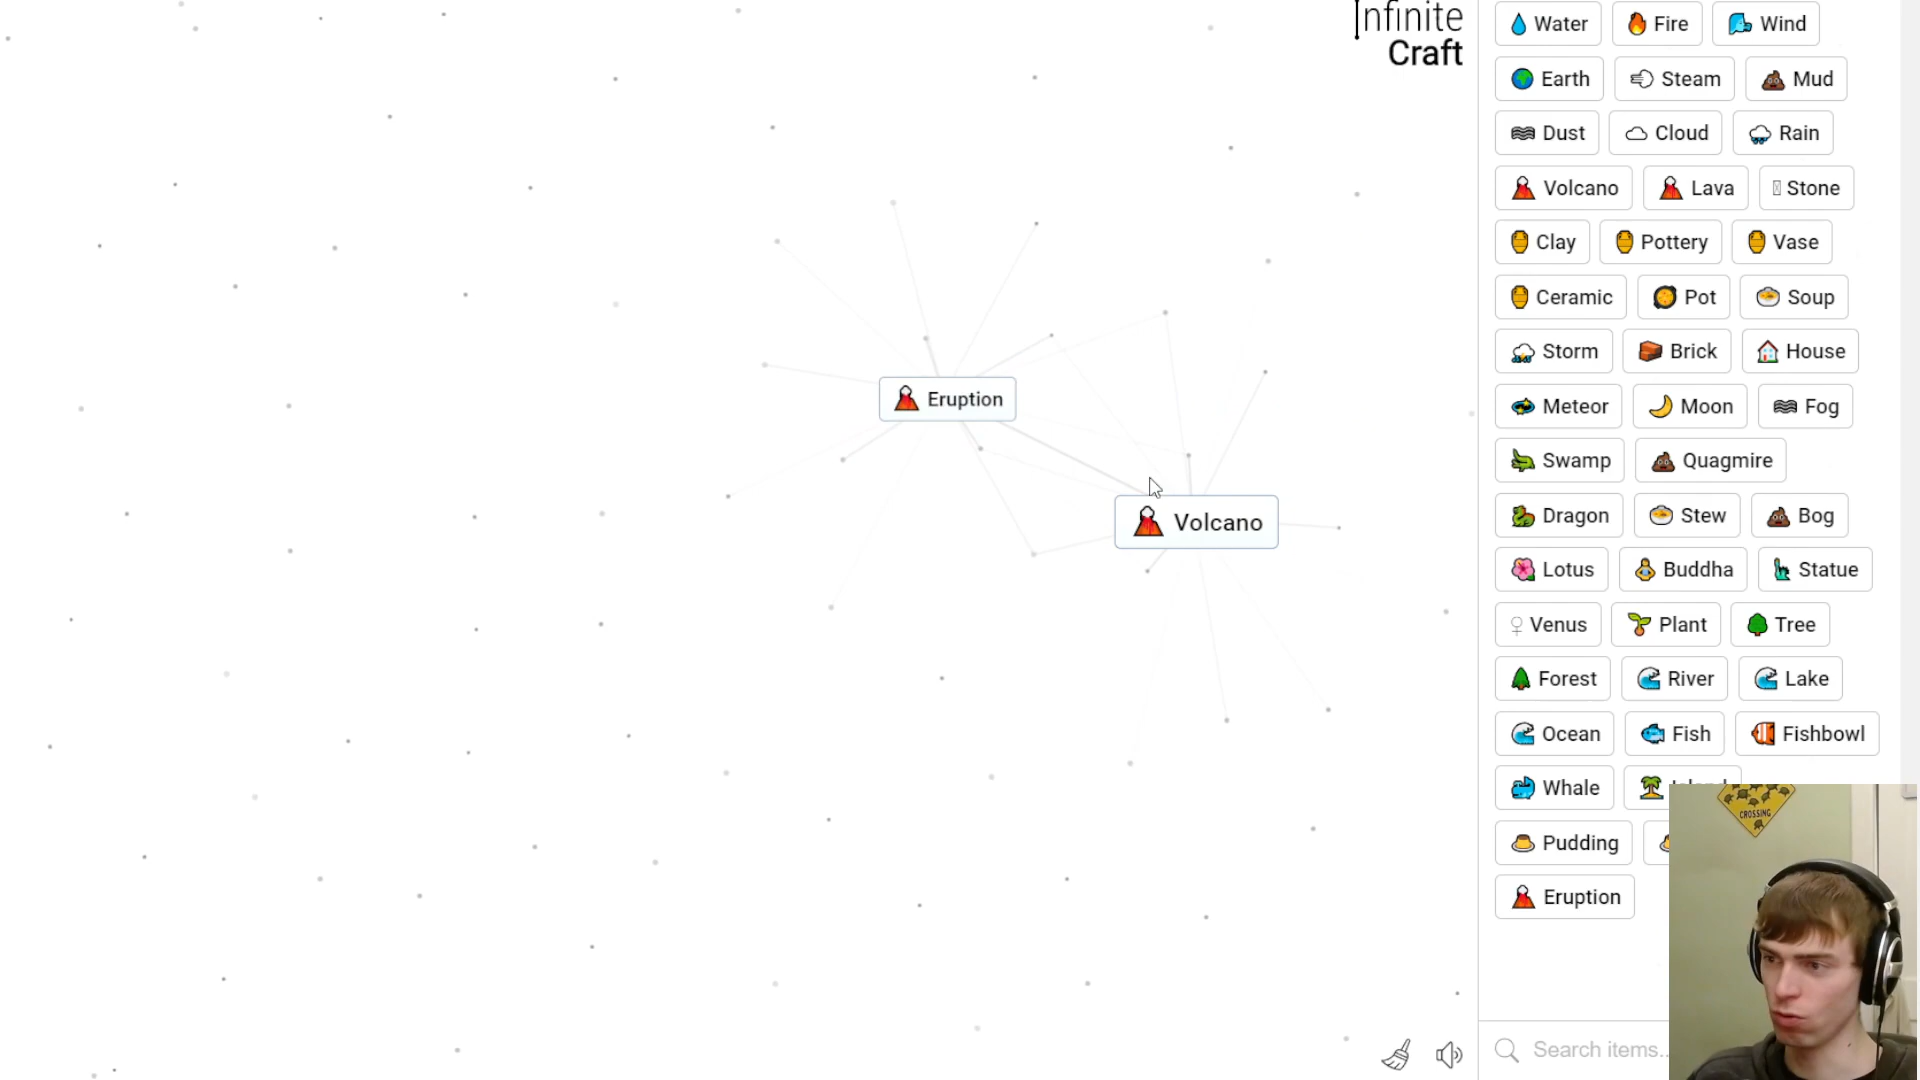 Infinite
Craft
Water Fire Wind
Earth Steam Mud
Dust Cloud Rain
Volcano Lava Stone
Clay Pottery Vase
Ceramic Pot Soup
Storm Brick House
Meteor Moon Fog
Swamp Quagmire
Dragon Stew Bog
Lotus Buddha Statue
Venus Plant Tree
Forest River Lake
Ocean Fish Fishbowl
Whale
Pudding
Eruption
Eruption
Volcano
CROSSING
Search items..